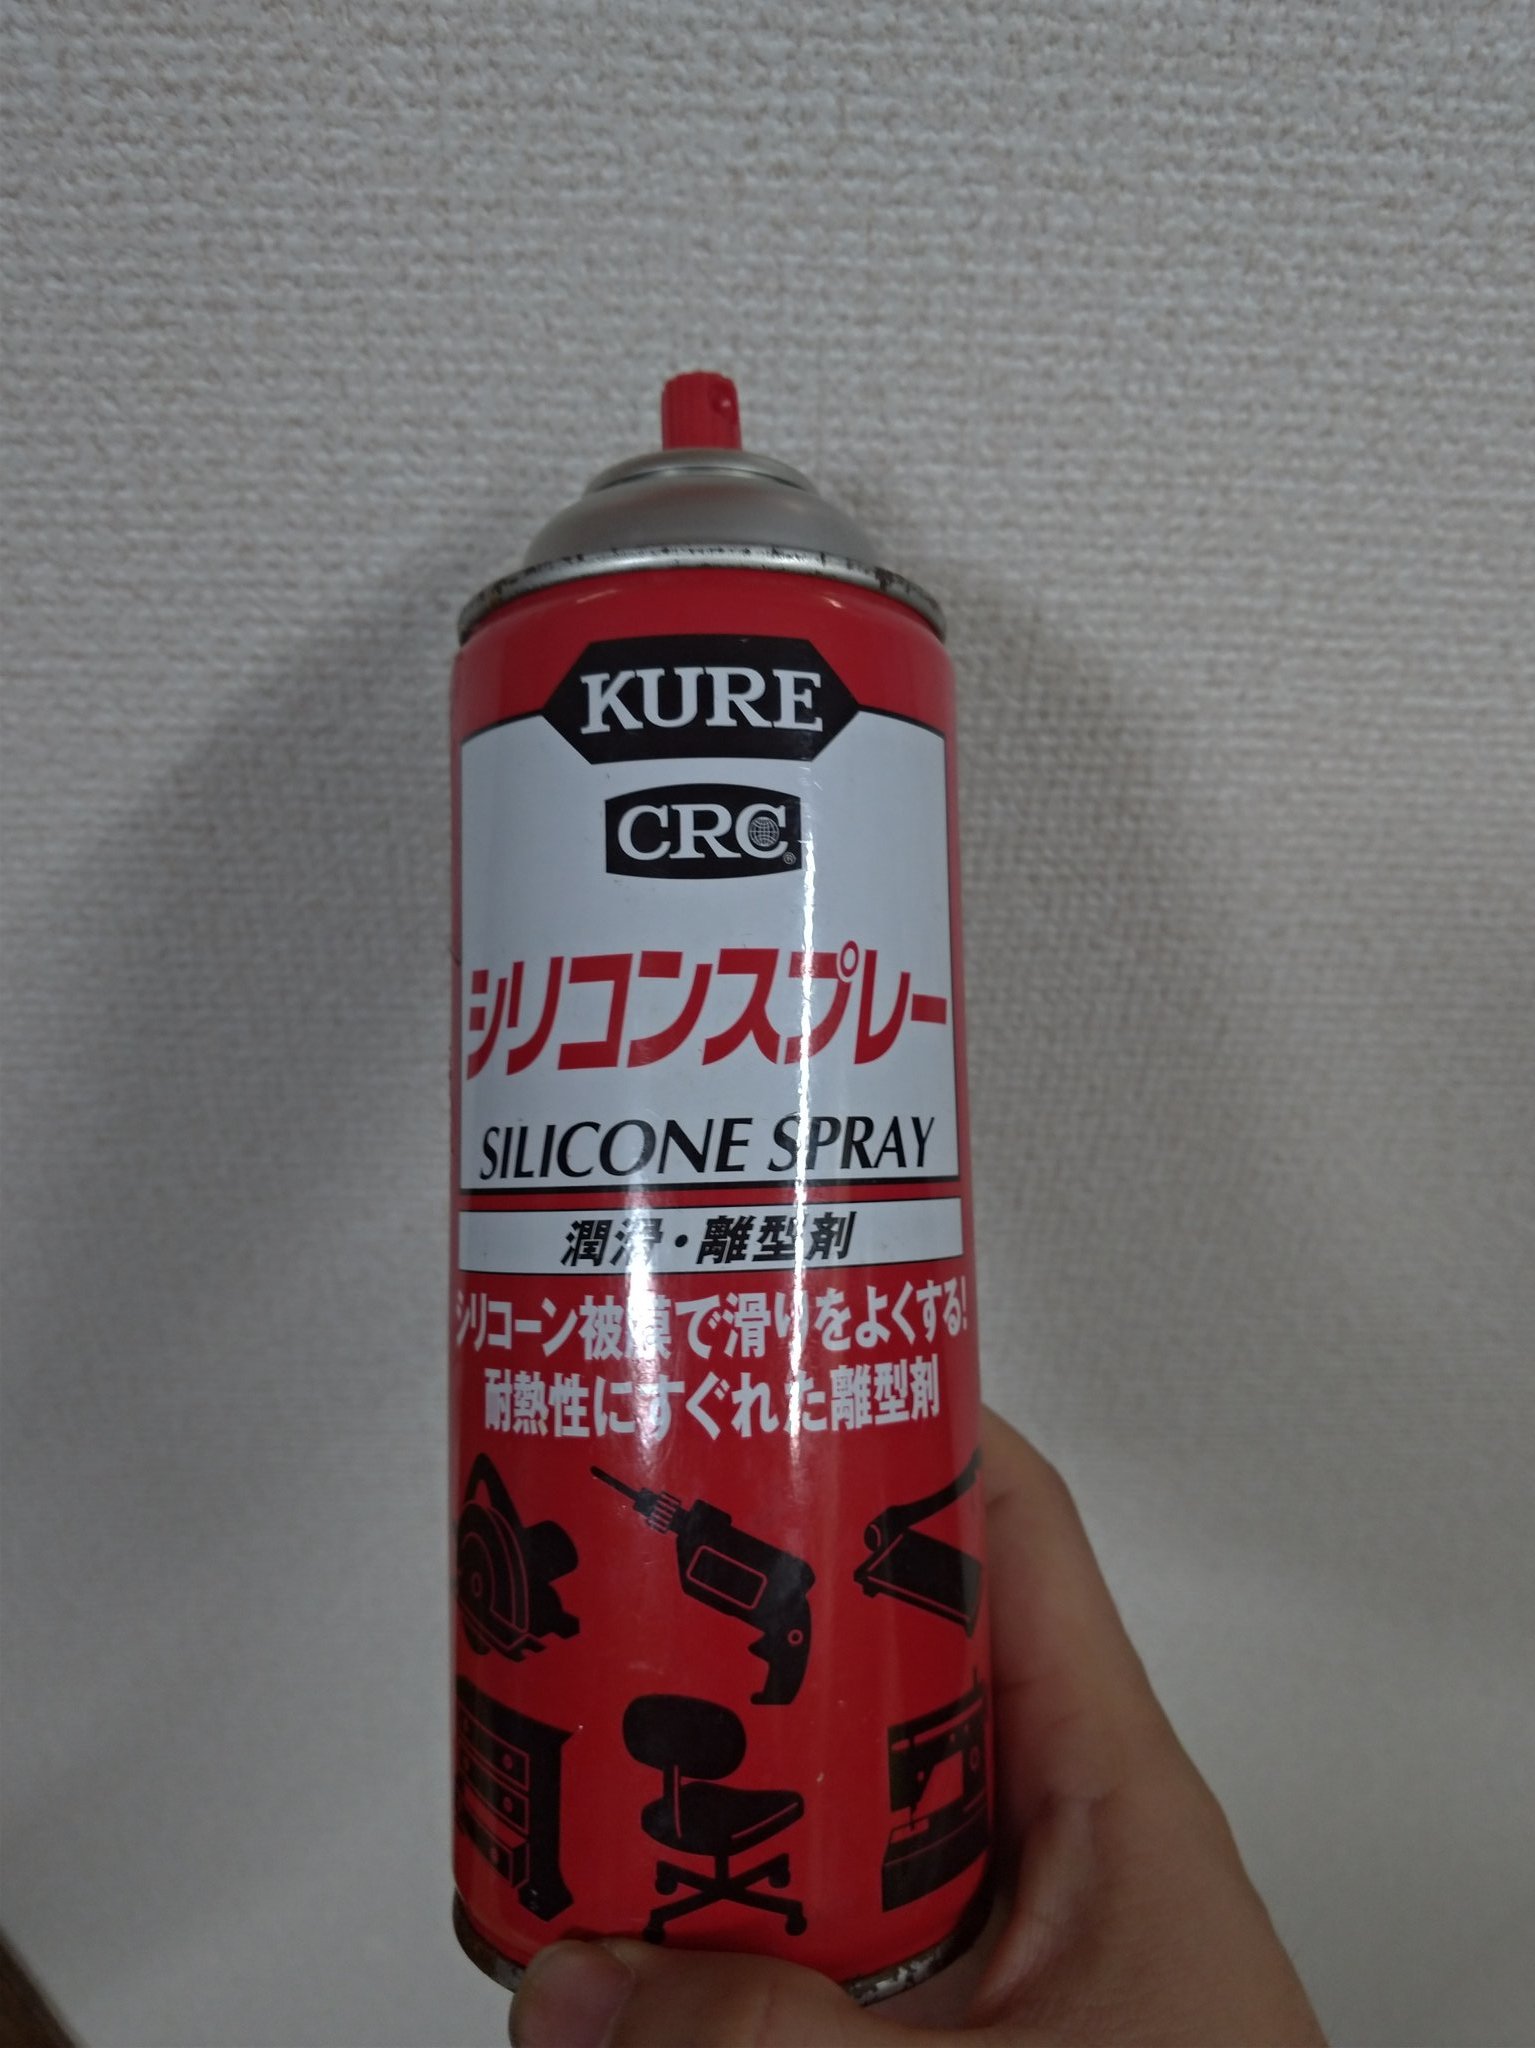 KURE
CRC®
シリコンスプレー
SILICONE SPRAY
潤滑・離型剤
シリコーン被膜で滑りをよくする!
耐熱性にすぐれた離型剤